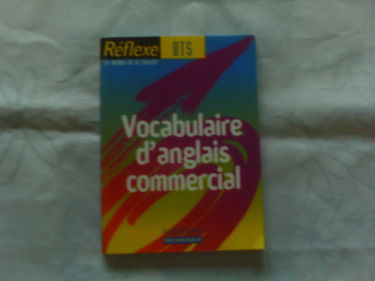 Réflexe BTS
Vocabulaire
d'anglais
commercial